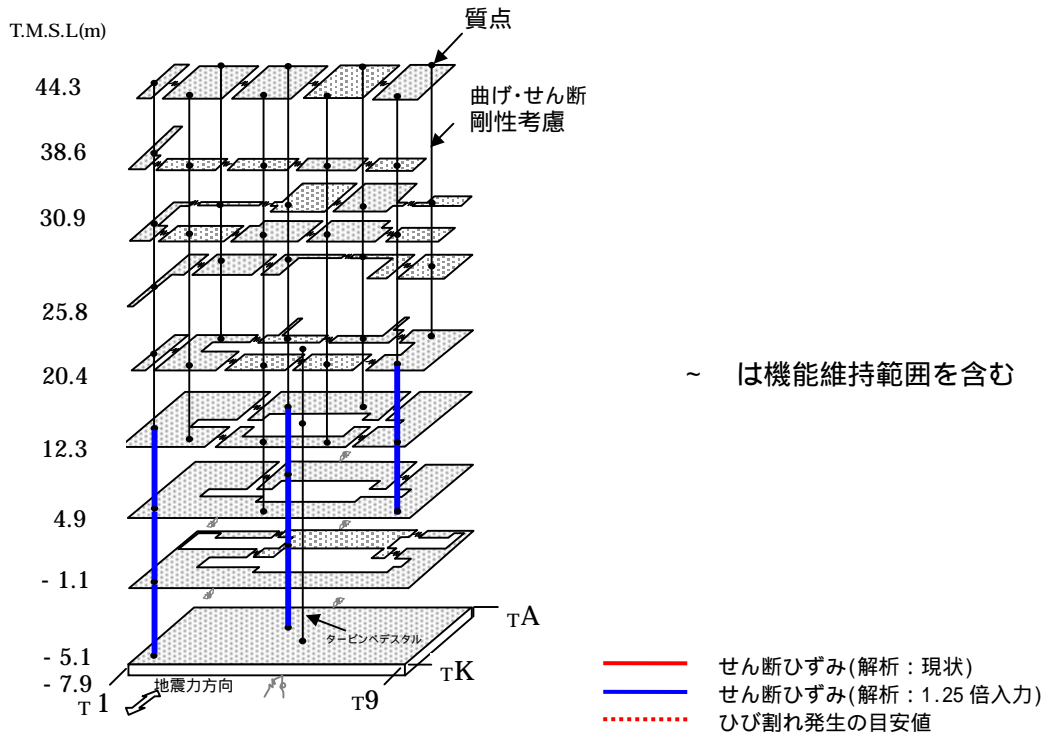 T.M.S.L(m)
質点
44.3
曲げ・せん断
剛性考慮
38.6
30.9
25.8
20.4
~ は機能維持範囲を含む
12.3
4.9
- 1.1
TA
タービンペデスタル
- 5.1
TK
- 7.9
地震力方向
T1
T9
せん断ひずみ(解析:現状)
せん断ひずみ(解析:1.25倍入力)
ひび割れ発生の目安値